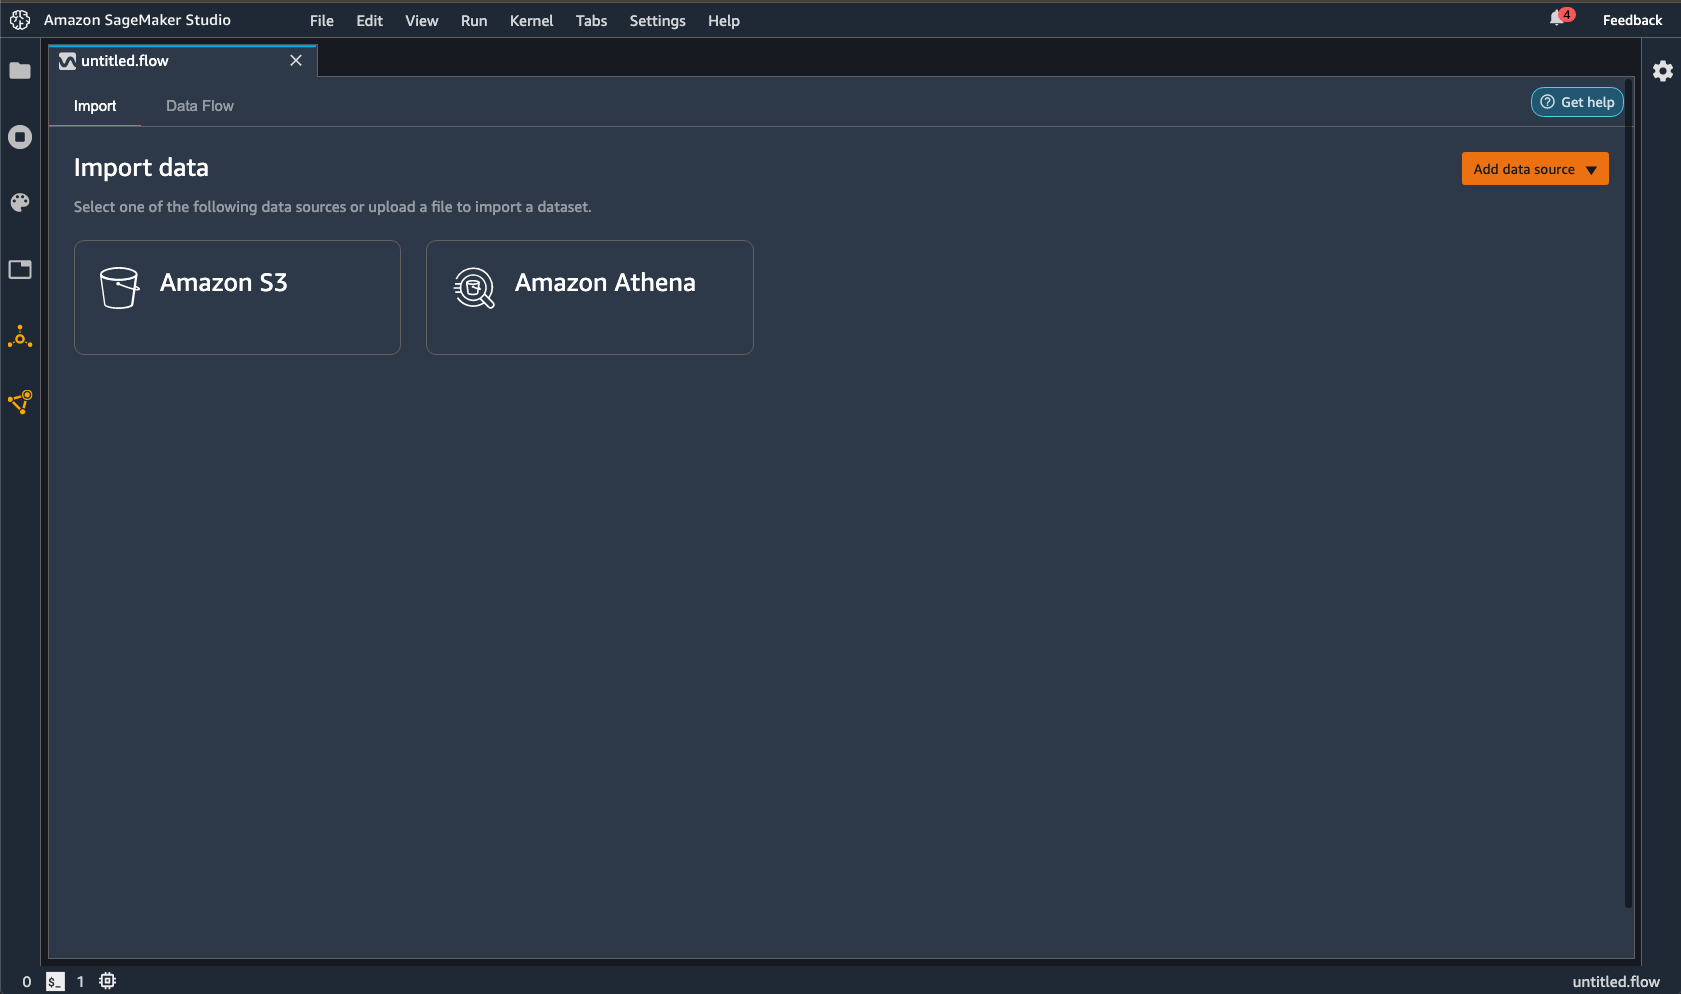 Amazon SageMaker Studio File Edit View Run Kernel Tabs Settings Help 4 Feedback
untitled.flow
Import Data Flow Get help
Import data Add data source
Select one of the following data sources or upload a file to import a dataset.
Amazon S3 Amazon Athena
0 $_ 1 untitled.flow